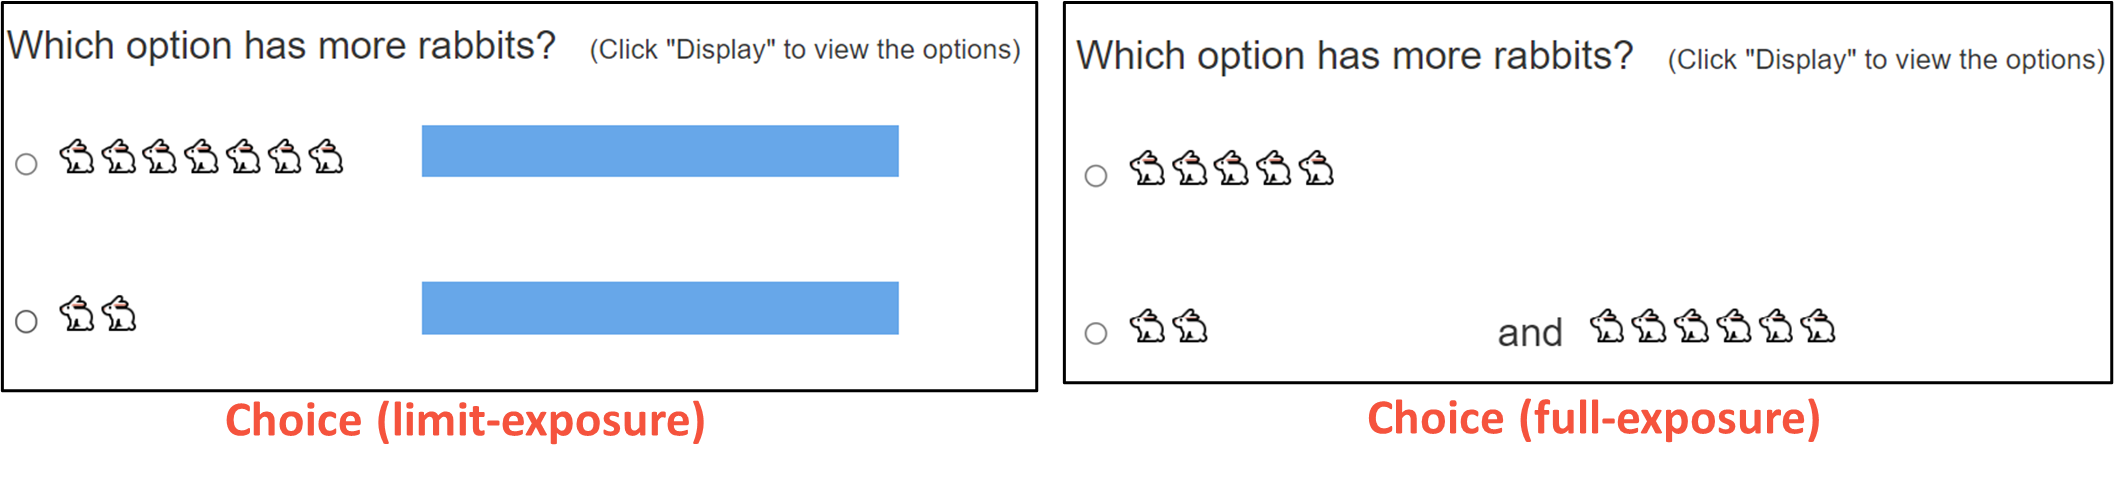 Which option has more rabbits? (Click "Display" to view the options)
Choice (limit-exposure)
Which option has more rabbits? (Click "Display" to view the options)
and
Choice (full-exposure)